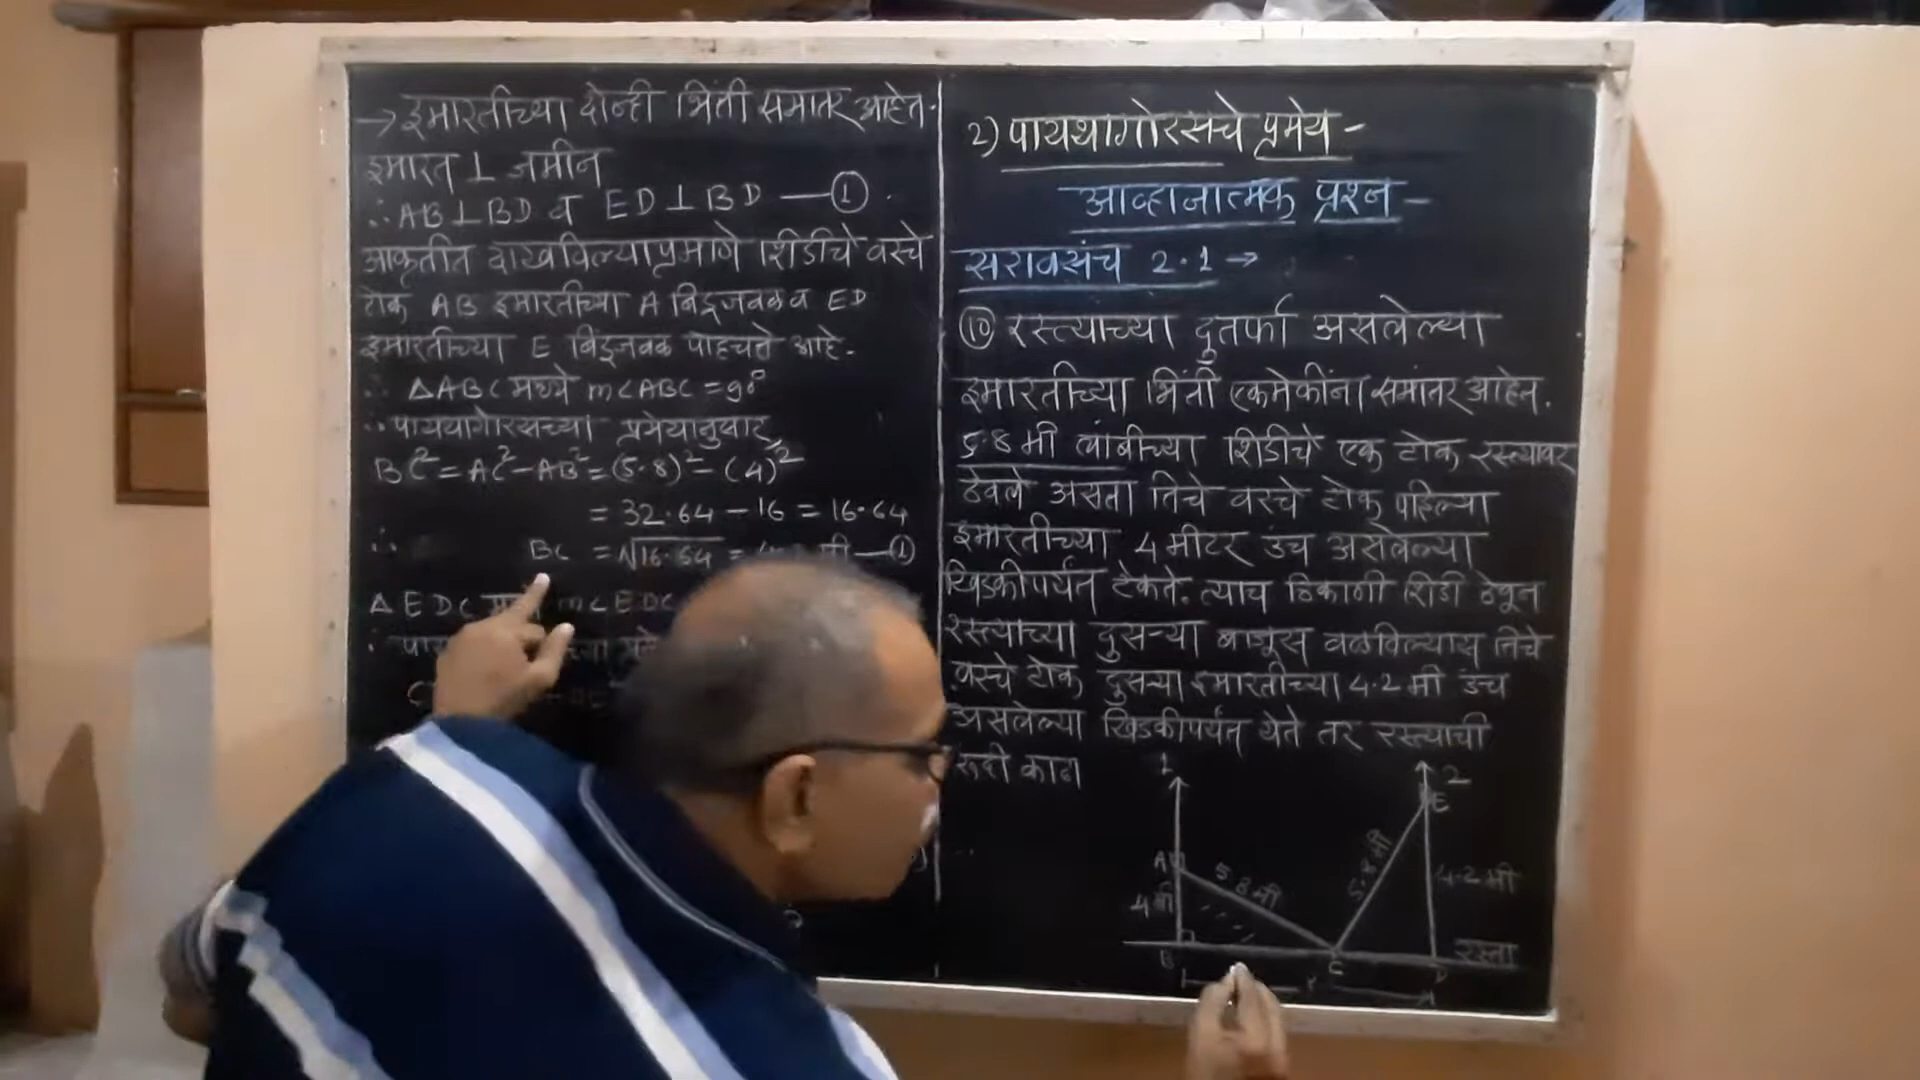 → इमारतीच्या दोन्ही भिंती समातर आहेत.
इमारत ⊥ जमीन
∴ AB⊥BD व ED⊥BD — ①
आकृतीत दाखविल्याप्रमाणे शिडीचे वरचे
टोक AB इमारतीच्या A बिंदूजवळ व ED
इमारतीच्या E बिंदूजवळ पोहचते आहे.
∴ △ABC मध्ये m∠ABC = 90°
∴ पायथागोरसच्या प्रमेयानुसार,
BC² = AC² - AB² = (5.8)² - (4)²
= 32.64 - 16 = 16.64
∴ BC = √16.64 = — ①
△EDC m∠EDC
2) पायथागोरसचे प्रमेय -
आव्हानात्मक प्रश्न -
सरावसंच 2.1 →
⑩ रस्त्याच्या दुतर्फा असलेल्या
इमारतीच्या भिंती एकमेकींना समांतर आहेत.
5.8 मी लांबीच्या शिडीचे एक टोक रस्त्यावर
ठेवले असता तिचे वरचे टोक पहिल्या
इमारतीच्या 4 मीटर उंच असलेल्या
खिडकीपर्यंत टेकते. त्याच ठिकाणी शिडी ठेवून
रस्त्याच्या दुसऱ्या बाजूस वळविल्यास तिचे
वरचे टोक दुसऱ्या इमारतीच्या 4.2 मी उंच
असलेल्या खिडकीपर्यंत येते तर रस्त्याची
रुंदी काढा
1
2
E
A
5.8 मी
5.8 मी
4.2 मी
4 मी
रस्ता
B
C
D